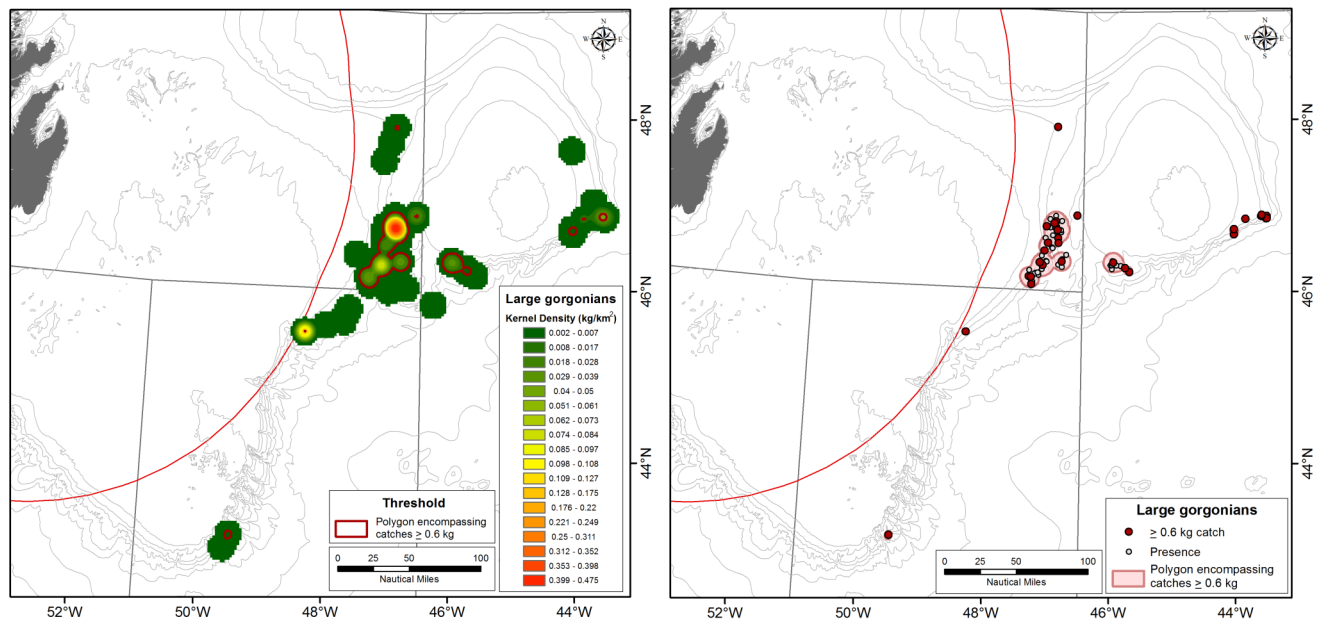 N
W E
S
48°N
46°N
44°N
Large gorgonians
Kernel Density (kg/km²)
0.002 - 0.007
0.008 - 0.017
0.018 - 0.028
0.029 - 0.039
0.04 - 0.05
0.051 - 0.061
0.062 - 0.073
0.074 - 0.084
0.085 - 0.097
0.098 - 0.108
0.109 - 0.127
0.128 - 0.175
0.176 - 0.22
0.221 - 0.249
0.25 - 0.311
0.312 - 0.352
0.353 - 0.398
0.399 - 0.475
Threshold
Polygon encompassing
catches ≥ 0.6 kg
0 25 50 100
Nautical Miles
52°W 50°W 48°W 46°W 44°W
N
W E
S
48°N
46°N
44°N
Large gorgonians
≥ 0.6 kg catch
Presence
Polygon encompassing
catches ≥ 0.6 kg
0 25 50 100
Nautical Miles
52°W 50°W 48°W 46°W 44°W